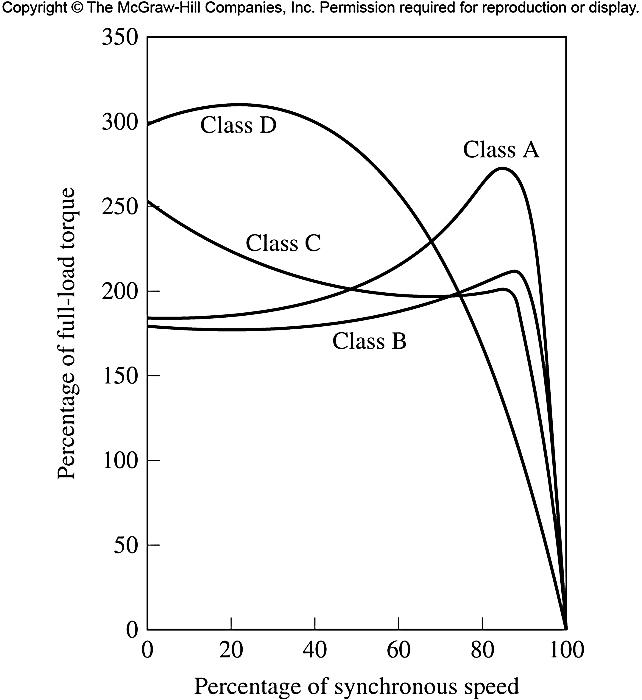 Copyright © The McGraw-Hill Companies, Inc. Permission required for reproduction or display.
350
300
250
200
150
100
50
0
Percentage of full-load torque
Class D
Class A
Class C
Class B
0 20 40 60 80 100
Percentage of synchronous speed